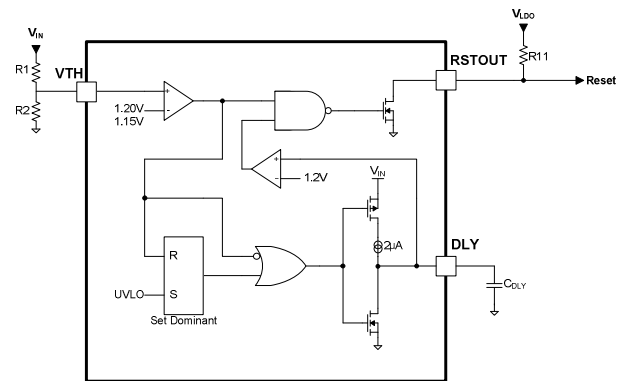 VIN
VLDO
R1
VTH
RSTOUT
R11
R2
1.20V
1.15V
Reset
1.2V
VIN
2µA
DLY
R
CDLY
UVLO
S
Set Dominant